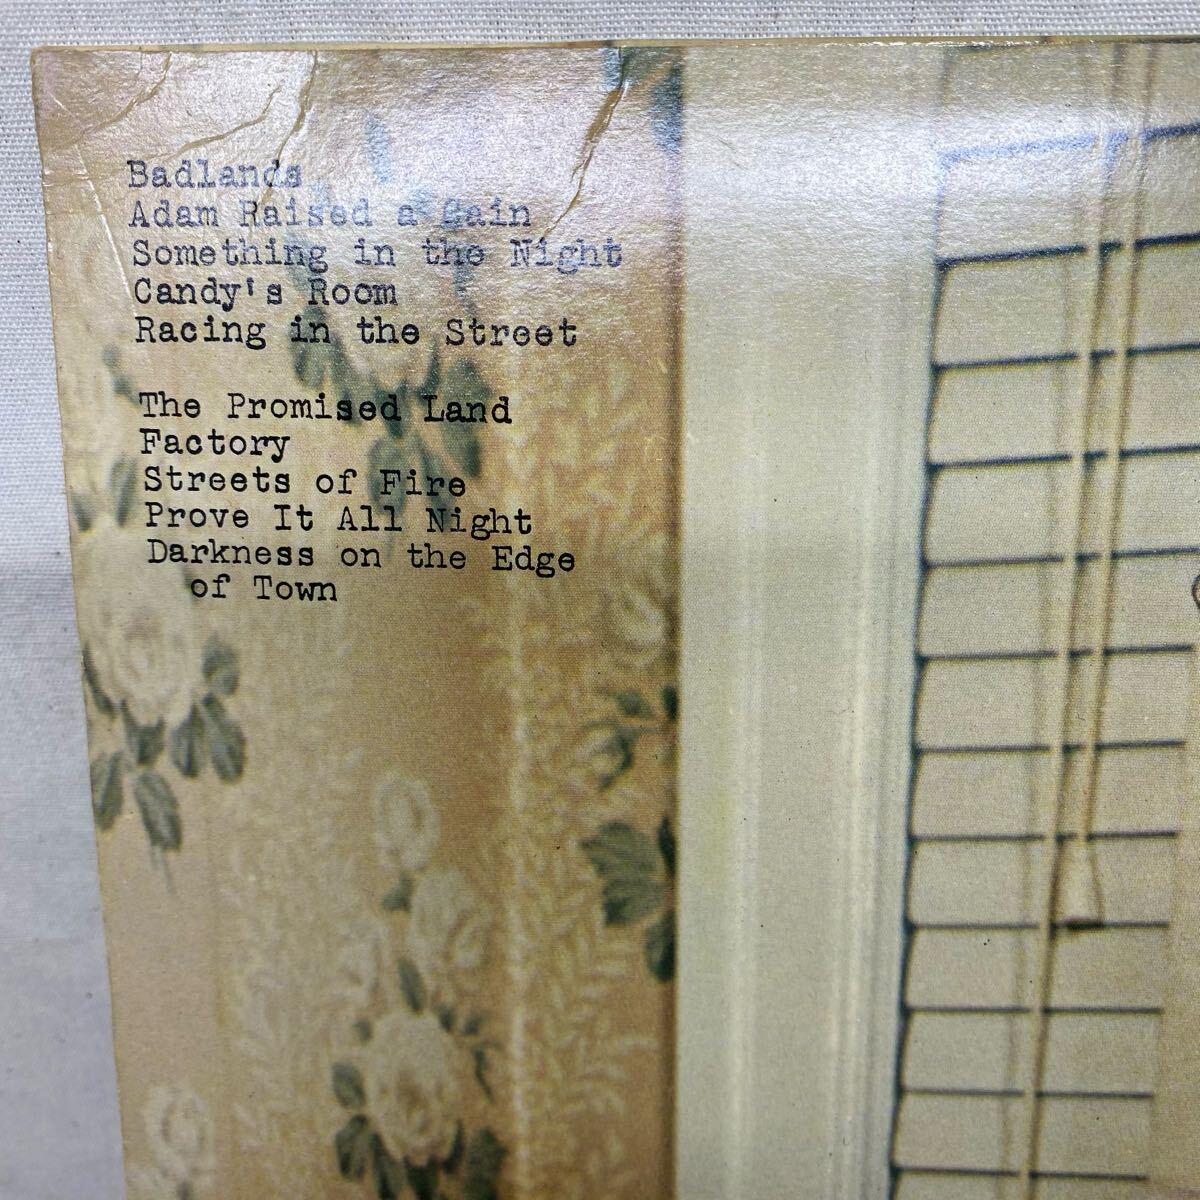 Badlands
Adam Raised a Cain
Something in the Night
Candy's Room
Racing in the Street
The Promised Land
Factory
Streets of Fire
Prove It All Night
Darkness on the Edge
of Town